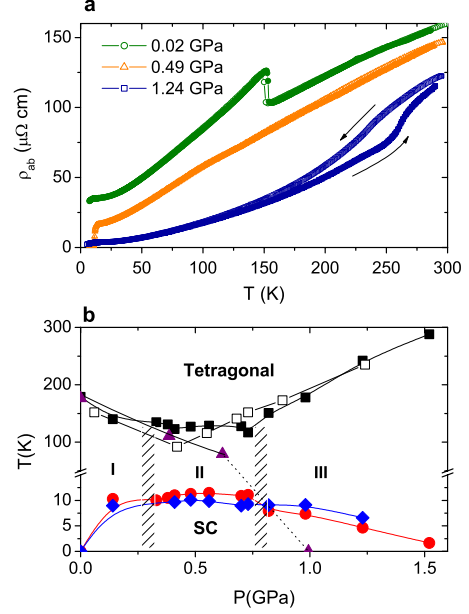 a
0.02 GPa
0.49 GPa
1.24 GPa
150
100
50
0
ρab (μΩ cm)
0 50 100 150 200 250 300
T (K)
b
300
250
200
150
100
10
5
0
T(K)
Tetragonal
I II III
SC
0.0 0.5 1.0 1.5
P(GPa)